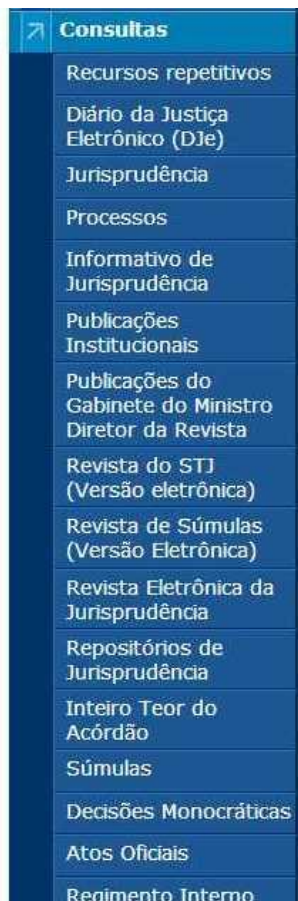 Consultas
Recursos repetitivos
Diário da Justiça
Eletrônico (DJe)
Jurisprudência
Processos
Informativo de
Jurisprudência
Publicações
Institucionais
Publicações do
Gabinete do Ministro
Diretor da Revista
Revista do STJ
(Versão eletrônica)
Revista de Súmulas
(Versão Eletrônica)
Revista Eletrônica da
Jurisprudência
Repositórios de
Jurisprudência
Inteiro Teor do
Acórdão
Súmulas
Decisões Monocráticas
Atos Oficiais
Regimento Interno